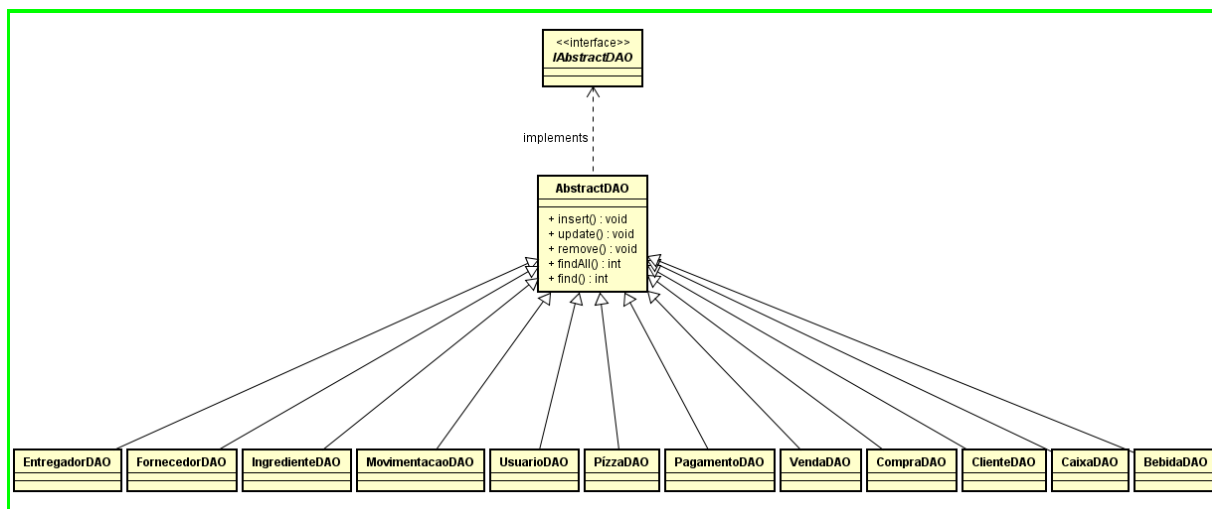 <<interface>>
IAbstractDAO
implements
AbstractDAO
+ insert() : void
+ update() : void
+ remove() : void
+ findAll() : int
+ find() : int
EntregadorDAO
FornecedorDAO
IngredienteDAO
MovimentacaoDAO
UsuarioDAO
PizzaDAO
PagamentoDAO
VendaDAO
CompraDAO
ClienteDAO
CaixaDAO
BebidaDAO